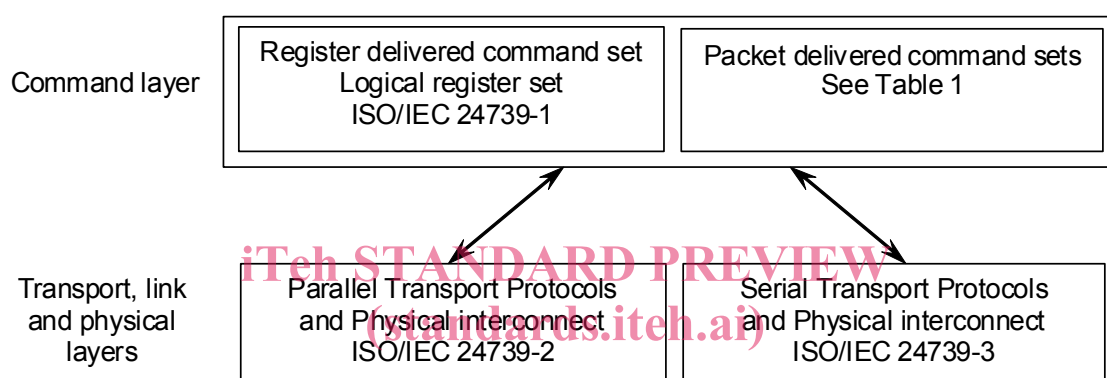 Command layer
Register delivered command set
Logical register set
ISO/IEC 24739-1
Packet delivered command sets
See Table 1
iTeh STANDARD PREVIEW
(standards.iteh.ai)
Transport, link
and physical
layers
Parallel Transport Protocols
and Physical interconnect
ISO/IEC 24739-2
Serial Transport Protocols
and Physical interconnect
ISO/IEC 24739-3